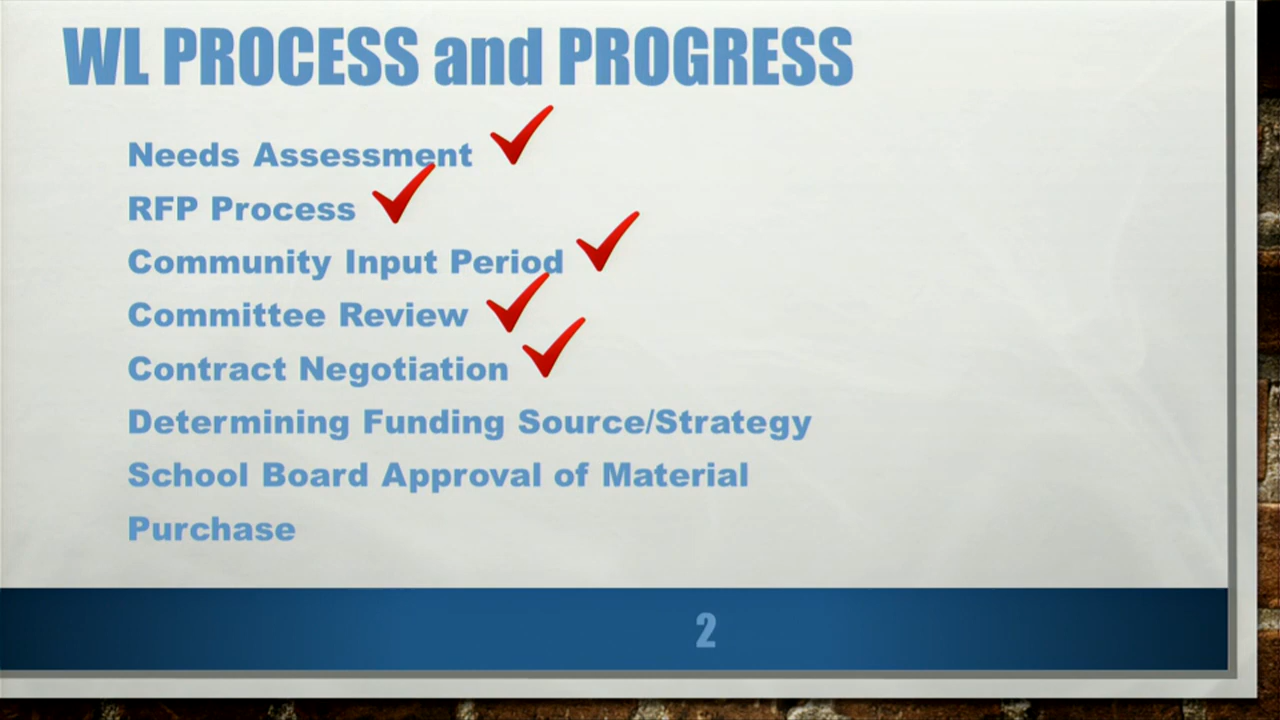 WL PROCESS and PROGRESS
Needs Assessment
RFP Process
Community Input Period
Committee Review
Contract Negotiation
Determining Funding Source/Strategy
School Board Approval of Material
Purchase
2